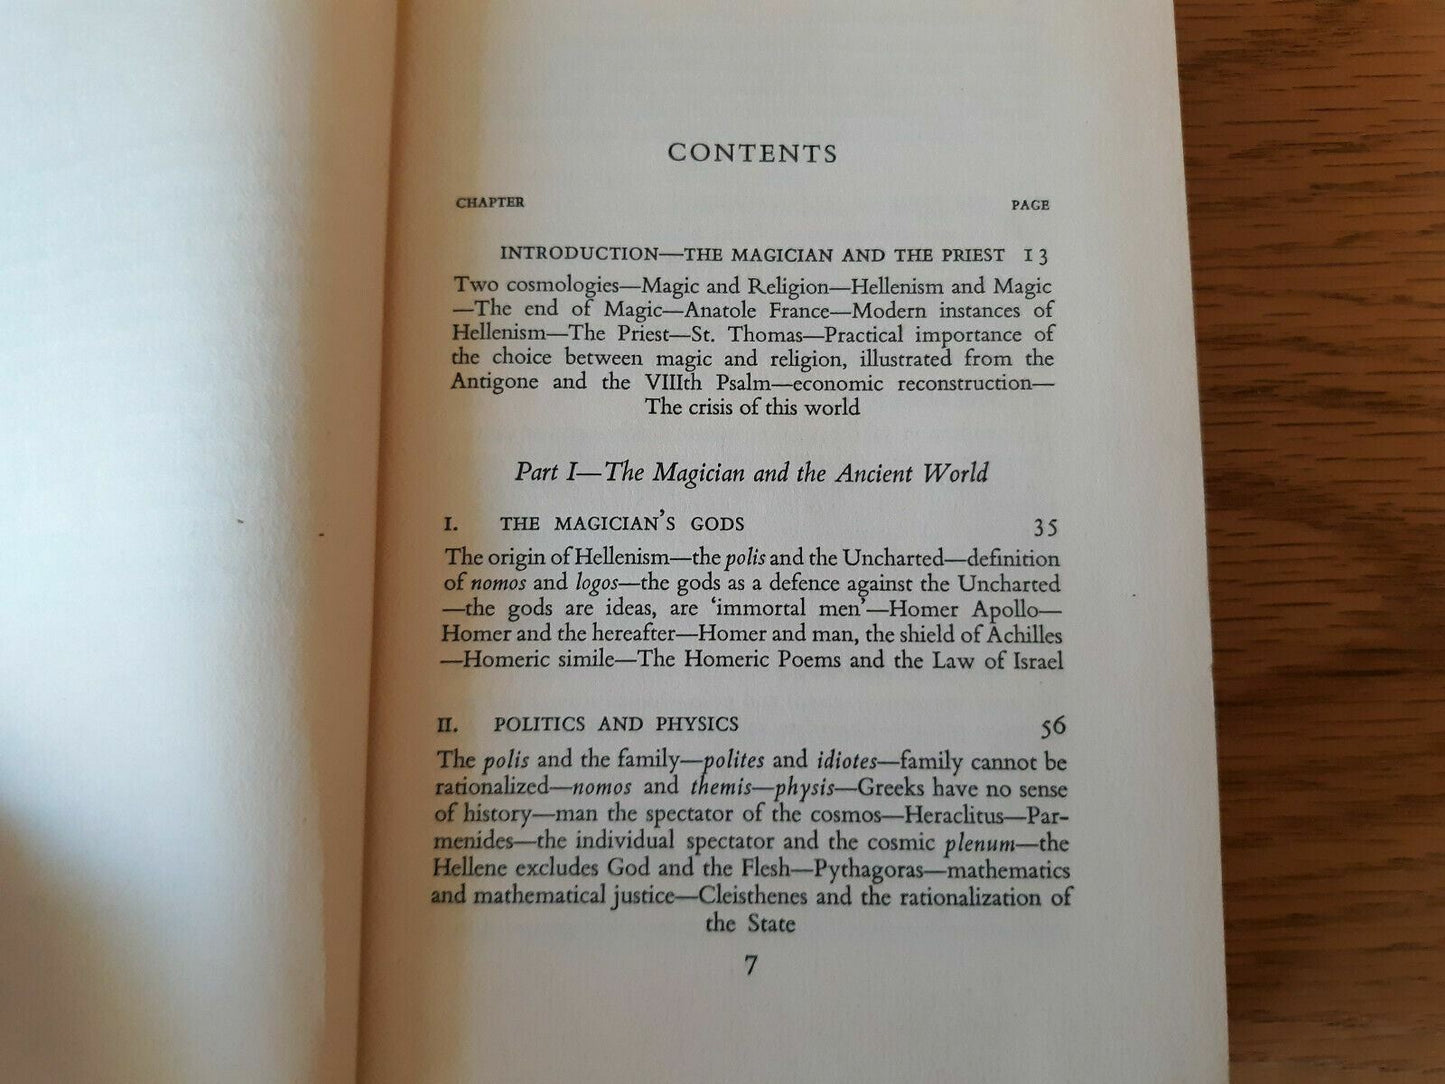 CONTENTS
CHAPTER PAGE
INTRODUCTION—THE MAGICIAN AND THE PRIEST 13
Two cosmologies—Magic and Religion—Hellenism and Magic
—The end of Magic—Anatole France—Modern instances of
Hellenism—The Priest—St. Thomas—Practical importance of
the choice between magic and religion, illustrated from the
Antigone and the VIIIth Psalm—economic reconstruction—
The crisis of this world
Part I—The Magician and the Ancient World
I. THE MAGICIAN'S GODS 35
The origin of Hellenism—the polis and the Uncharted—definition
of nomos and logos—the gods as a defence against the Uncharted
—the gods are ideas, are 'immortal men'—Homer Apollo—
Homer and the hereafter—Homer and man, the shield of Achilles
—Homeric simile—The Homeric Poems and the Law of Israel
II. POLITICS AND PHYSICS 56
The polis and the family—polites and idiotes—family cannot be
rationalized—nomos and themis—physis—Greeks have no sense
of history—man the spectator of the cosmos—Heraclitus—Par-
menides—the individual spectator and the cosmic plenum—the
Hellene excludes God and the Flesh—Pythagoras—mathematics
and mathematical justice—Cleisthenes and the rationalization of
the State
7